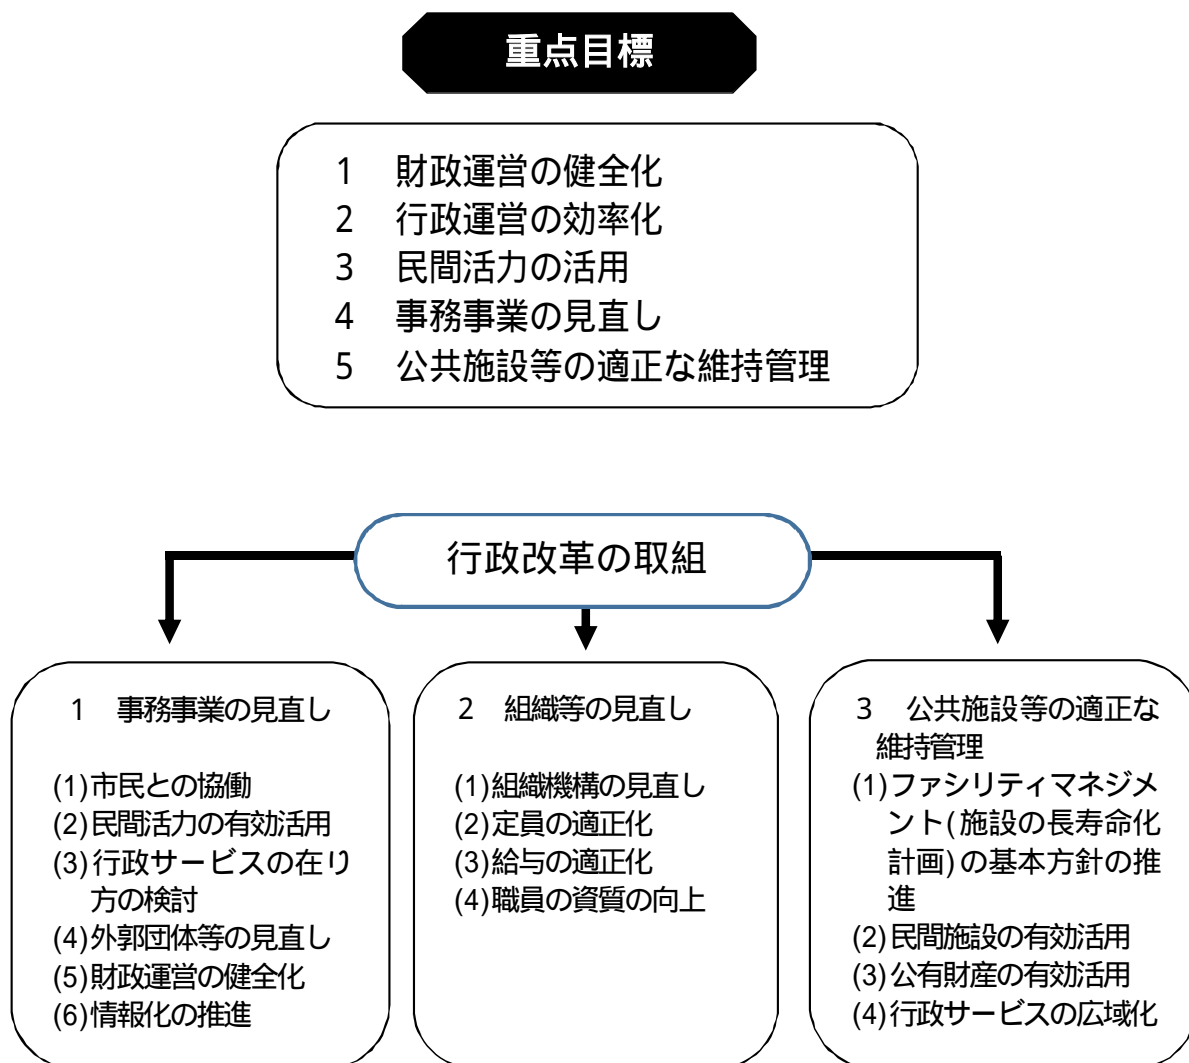 重点目標
1 財政運営の健全化
2 行政運営の効率化
3 民間活力の活用
4 事務事業の見直し
5 公共施設等の適正な維持管理
行政改革の取組
1 事務事業の見直し
(1)市民との協働
(2)民間活力の有効活用
(3)行政サービスの在り
方の検討
(4)外郭団体等の見直し
(5)財政運営の健全化
(6)情報化の推進
2 組織等の見直し
(1)組織機構の見直し
(2)定員の適正化
(3)給与の適正化
(4)職員の資質の向上
3 公共施設等の適正な
維持管理
(1)ファシリティマネジメ
ント(施設の長寿命化
計画)の基本方針の推
進
(2)民間施設の有効活用
(3)公有財産の有効活用
(4)行政サービスの広域化